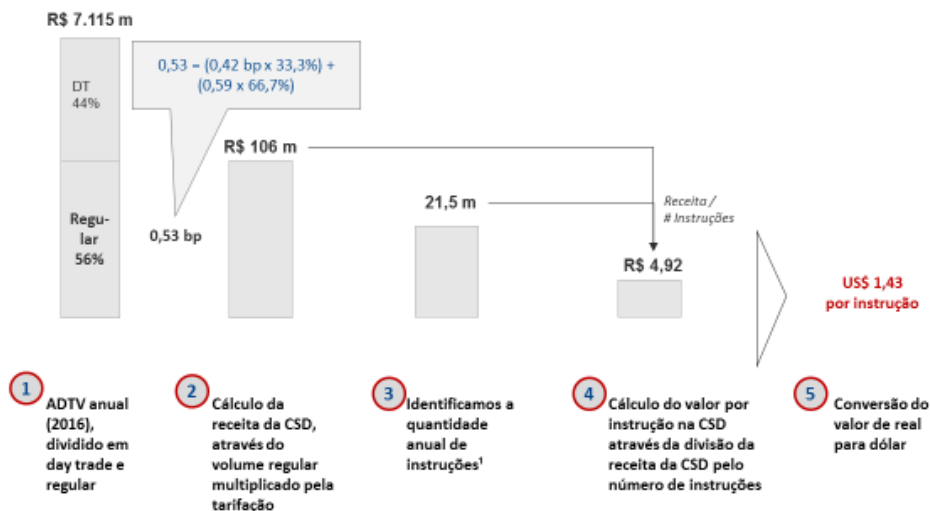 R$ 7.115 m
DT
44%
Regu-
lar
56%
0,53 = (0,42 bp x 33,3%) +
(0,59 x 66,7%)
0,53 bp
R$ 106 m
21,5 m
Receita /
# Instruções
R$ 4,92
US$ 1,43
por instrução
1
ADTV anual
(2016),
dividido em
day trade e
regular
2
Cálculo da
receita da CSD,
através do
volume regular
multiplicado pela
tarifação
3
Identificamos a
quantidade
anual de
instruções¹
4
Cálculo do valor por
instrução na CSD
através da divisão da
receita da CSD pelo
número de instruções
5
Conversão do
valor de real
para dólar